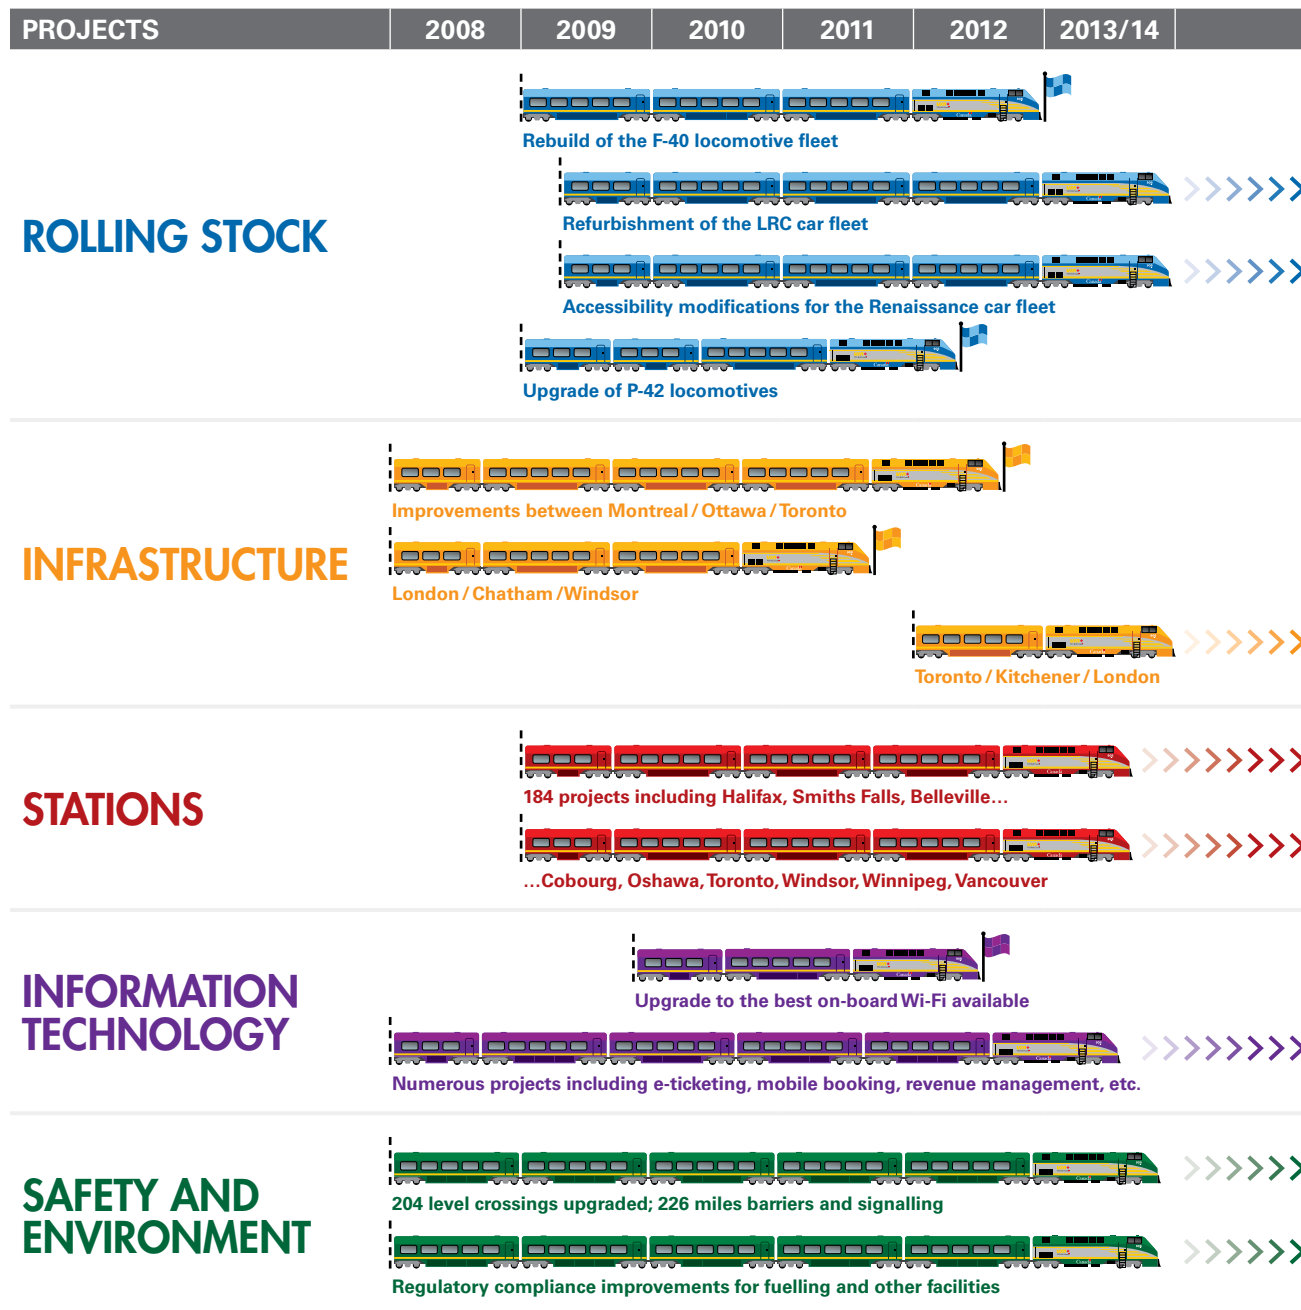 PROJECTS 2008 2009 2010 2011 2012 2013/14
Rebuild of the F-40 locomotive fleet
Refurbishment of the LRC car fleet
ROLLING STOCK
Accessibility modifications for the Renaissance car fleet
Upgrade of P-42 locomotives
Improvements between Montreal / Ottawa / Toronto
INFRASTRUCTURE
London / Chatham / Windsor
Toronto / Kitchener / London
184 projects including Halifax, Smiths Falls, Belleville…
STATIONS
…Cobourg, Oshawa, Toronto, Windsor, Winnipeg, Vancouver
INFORMATION
TECHNOLOGY
Upgrade to the best on-board Wi-Fi available
Numerous projects including e-ticketing, mobile booking, revenue management, etc.
SAFETY AND
ENVIRONMENT
204 level crossings upgraded; 226 miles barriers and signalling
Regulatory compliance improvements for fuelling and other facilities